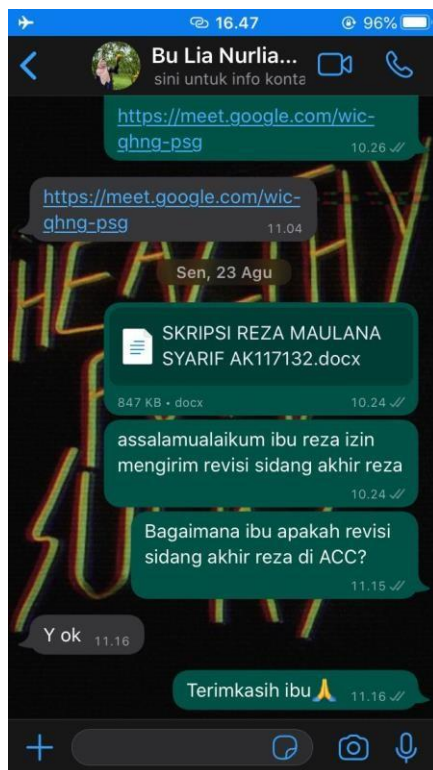 16.47
96%
Bu Lia Nurlia...
sini untuk info konta
https://meet.google.com/wic-
qhng-psg
10.26
https://meet.google.com/wic-
qhng-psg
11.04
Sen, 23 Agu
SKRIPSI REZA MAULANA
SYARIF AK117132.docx
847 KB • docx
10.24
assalamualaikum ibu reza izin
mengirim revisi sidang akhir reza
10.24
Bagaimana ibu apakah revisi
sidang akhir reza di ACC?
11.15
Y ok
11.16
Terimkasih ibu🙏
11.16